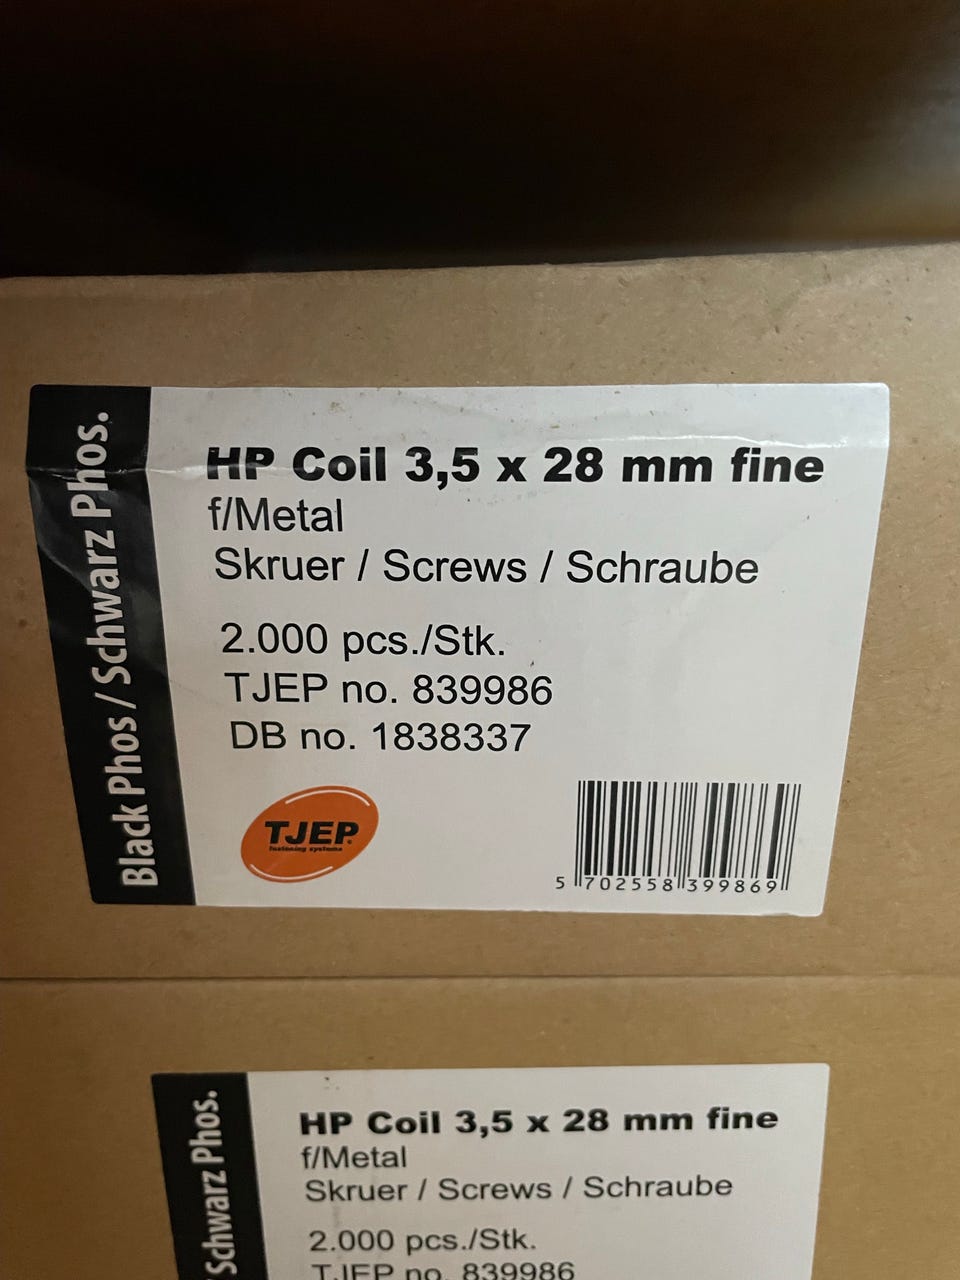 Black Phos / Schwarz Phos.
HP Coil 3,5 x 28 mm fine
f/Metal
Skruer / Screws / Schraube
2.000 pcs./Stk.
TJEP no. 839986
DB no. 1838337
TJEP
fastening systems
5 702558 399869
/ Schwarz Phos.
HP Coil 3,5 x 28 mm fine
f/Metal
Skruer / Screws / Schraube
2.000 pcs./Stk.
TJEP no. 839986